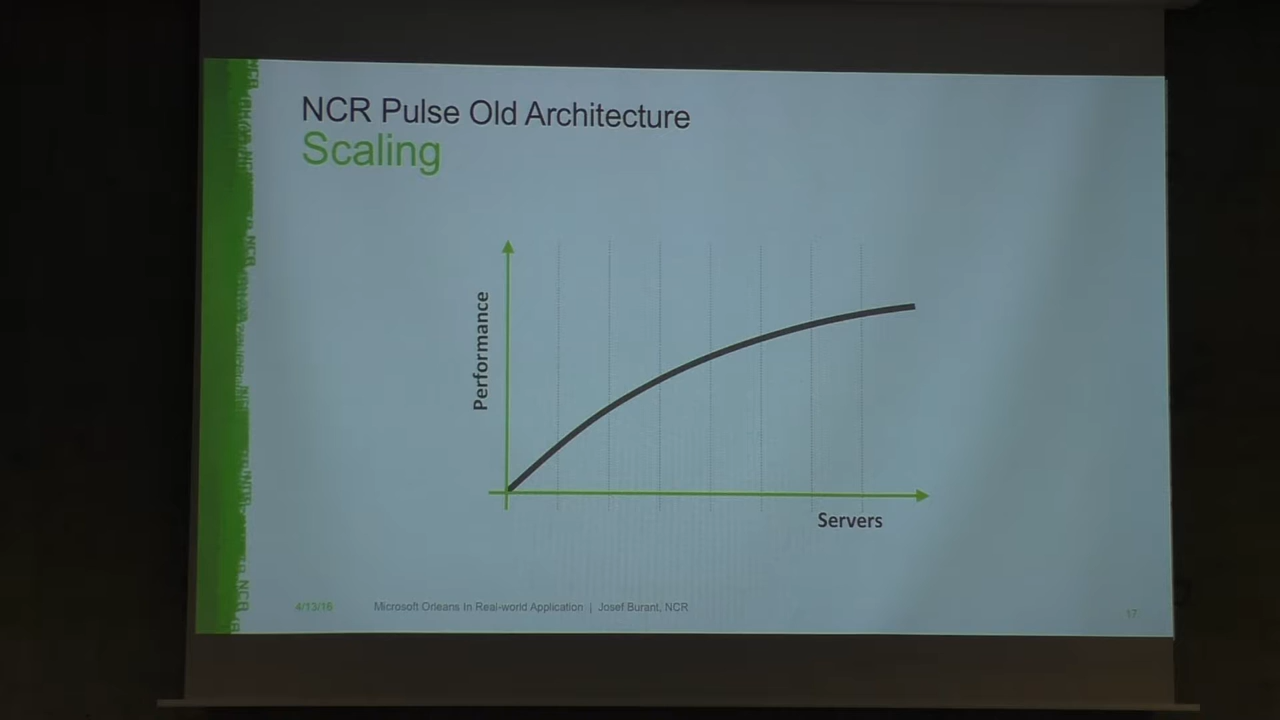 NCR Pulse Old Architecture
Scaling
Performance
Servers
4/13/16
Microsoft Orleans In Real-world Application | Josef Burant, NCR
17